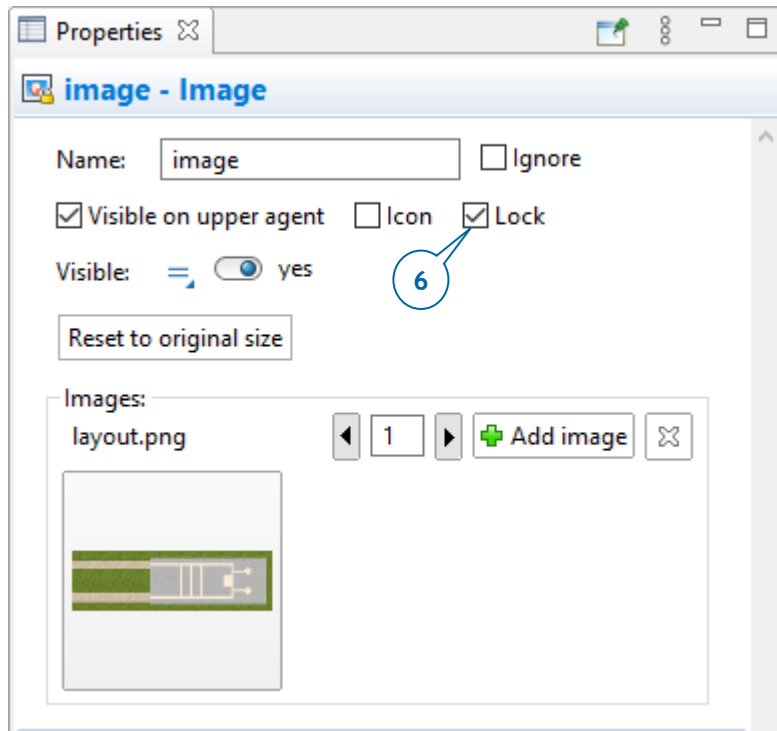 Properties
image - Image
Name: image Ignore
Visible on upper agent Icon Lock
6
Visible: = yes
Reset to original size
Images:
layout.png 1 Add image